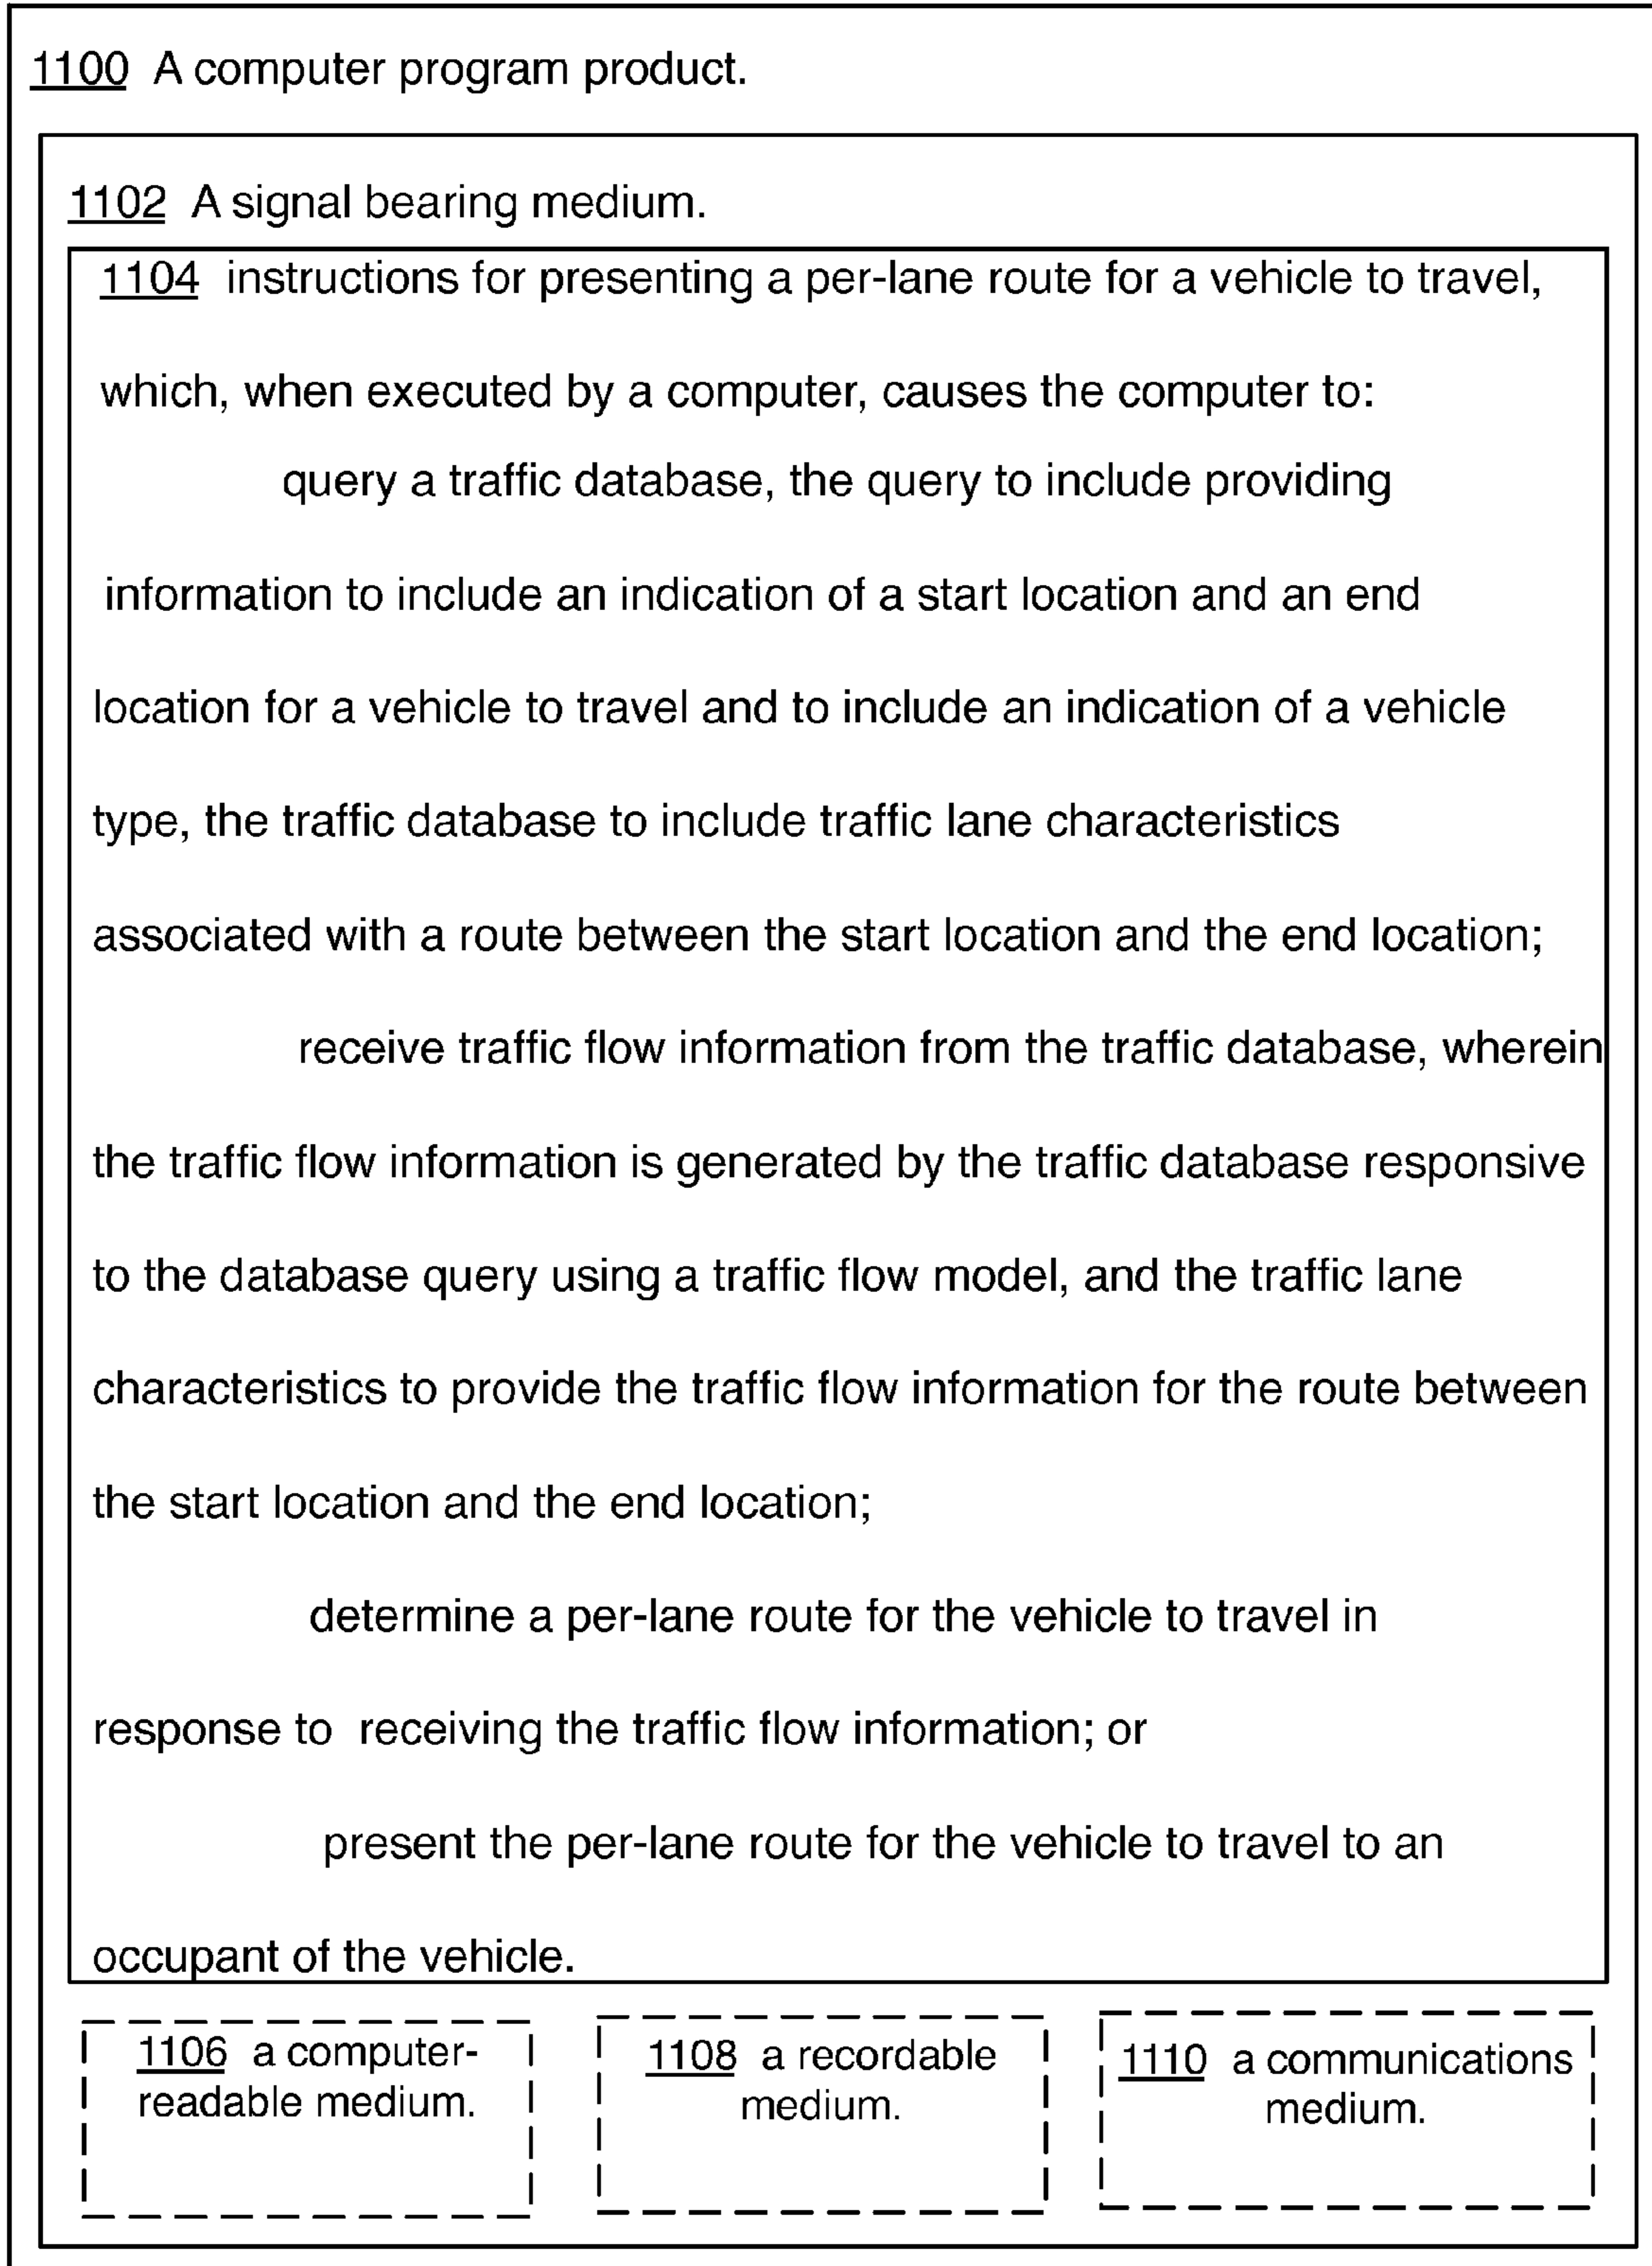 1100 A computer program product.
1102 A signal bearing medium.
1104 instructions for presenting a per-lane route for a vehicle to travel,
which, when executed by a computer, causes the computer to:
query a traffic database, the query to include providing
information to include an indication of a start location and an end
location for a vehicle to travel and to include an indication of a vehicle
type, the traffic database to include traffic lane characteristics
associated with a route between the start location and the end location;
receive traffic flow information from the traffic database, wherein
the traffic flow information is generated by the traffic database responsive
to the database query using a traffic flow model, and the traffic lane
characteristics to provide the traffic flow information for the route between
the start location and the end location;
determine a per-lane route for the vehicle to travel in
response to receiving the traffic flow information; or
present the per-lane route for the vehicle to travel to an
occupant of the vehicle.
1106 a computer-
readable medium.
1108 a recordable
medium.
1110 a communications
medium.